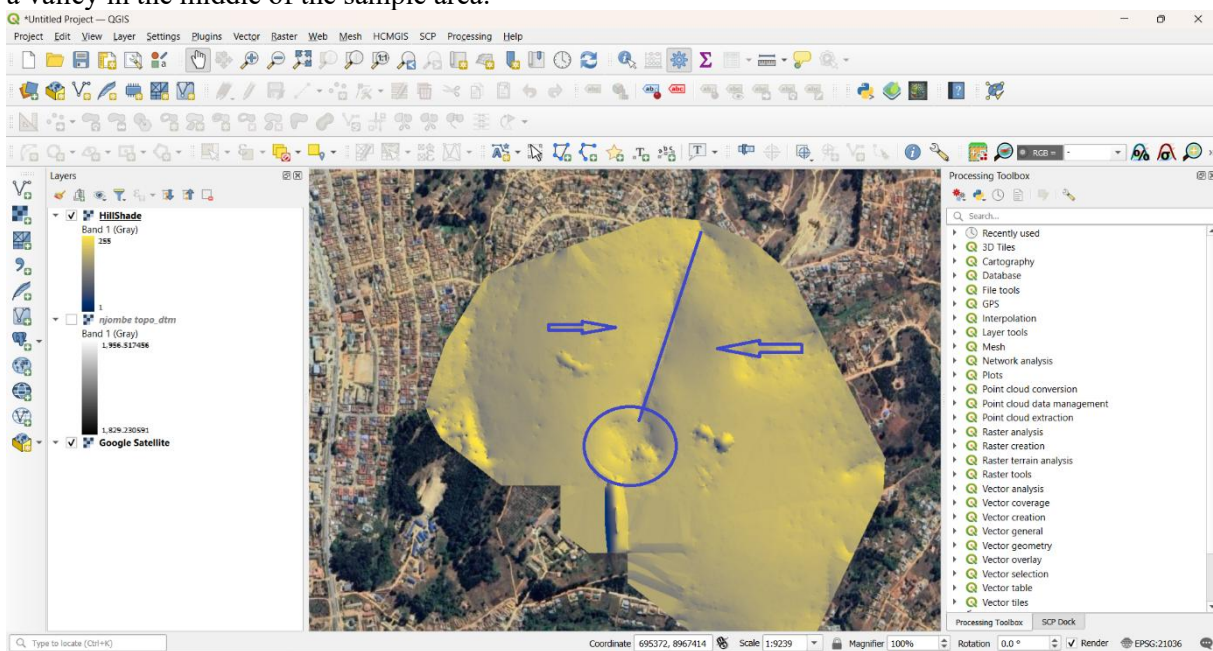 a valley in the middle of the sample area.
*Untitled Project — QGIS
Project Edit View Layer Settings Plugins Vector Raster Web Mesh HCMGIS SCP Processing Help
RGB = -
Layers
HillShade
Band 1 (Gray)
255
1
njombe topo_dtm
Band 1 (Gray)
1,956.517456
1,829.230591
Google Satellite
Processing Toolbox
Search...
Recently used
3D Tiles
Cartography
Database
File tools
GPS
Interpolation
Layer tools
Mesh
Network analysis
Plots
Point cloud conversion
Point cloud data management
Point cloud extraction
Raster analysis
Raster creation
Raster terrain analysis
Raster tools
Vector analysis
Vector coverage
Vector creation
Vector general
Vector geometry
Vector overlay
Vector selection
Vector table
Vector tiles
Processing Toolbox SCP Dock
Type to locate (Ctrl+K) Coordinate 695372, 8967414 Scale 1:9239 Magnifier 100% Rotation 0.0 ° Render EPSG:21036